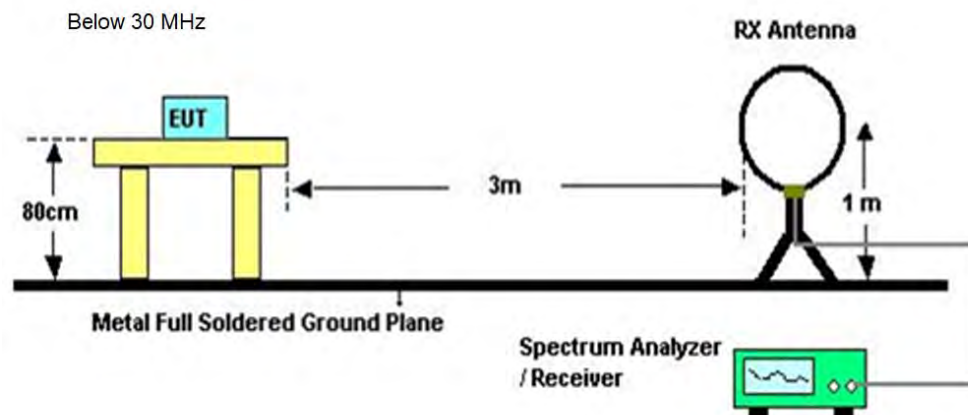 Below 30 MHz
RX Antenna
EUT
80cm
3m
1 m
Metal Full Soldered Ground Plane
Spectrum Analyzer
/ Receiver